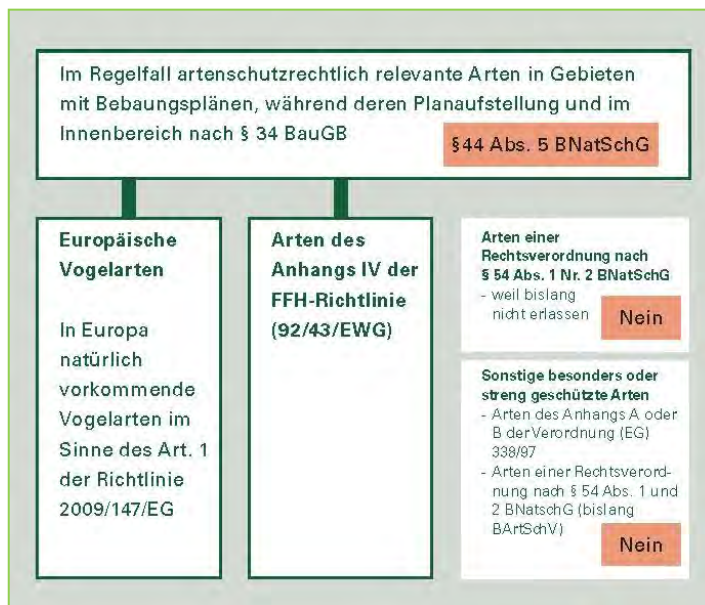 Im Regelfall artenschutzrechtlich relevante Arten in Gebieten
mit Bebaungsplänen, während deren Planaufstellung und im
Innenbereich nach § 34 BauGB
§44 Abs. 5 BNatSchG
Europäische
Vogelarten
In Europa
natürlich
vorkommende
Vogelarten im
Sinne des Art. 1
der Richtlinie
2009/147/EG
Arten des
Anhangs IV der
FFH-Richtlinie
(92/43/EWG)
Arten einer
Rechtsverordnung nach
§ 54 Abs. 1 Nr. 2 BNatSchG
- weil bislang
nicht erlassen
Nein
Sonstige besonders oder
streng geschützte Arten
- Arten des Anhangs A oder
B der Verordnung (EG)
338/97
- Arten einer Rechtsverord-
nung nach § 54 Abs. 1 und
2 BNatschG (bislang
BArtSchV)
Nein